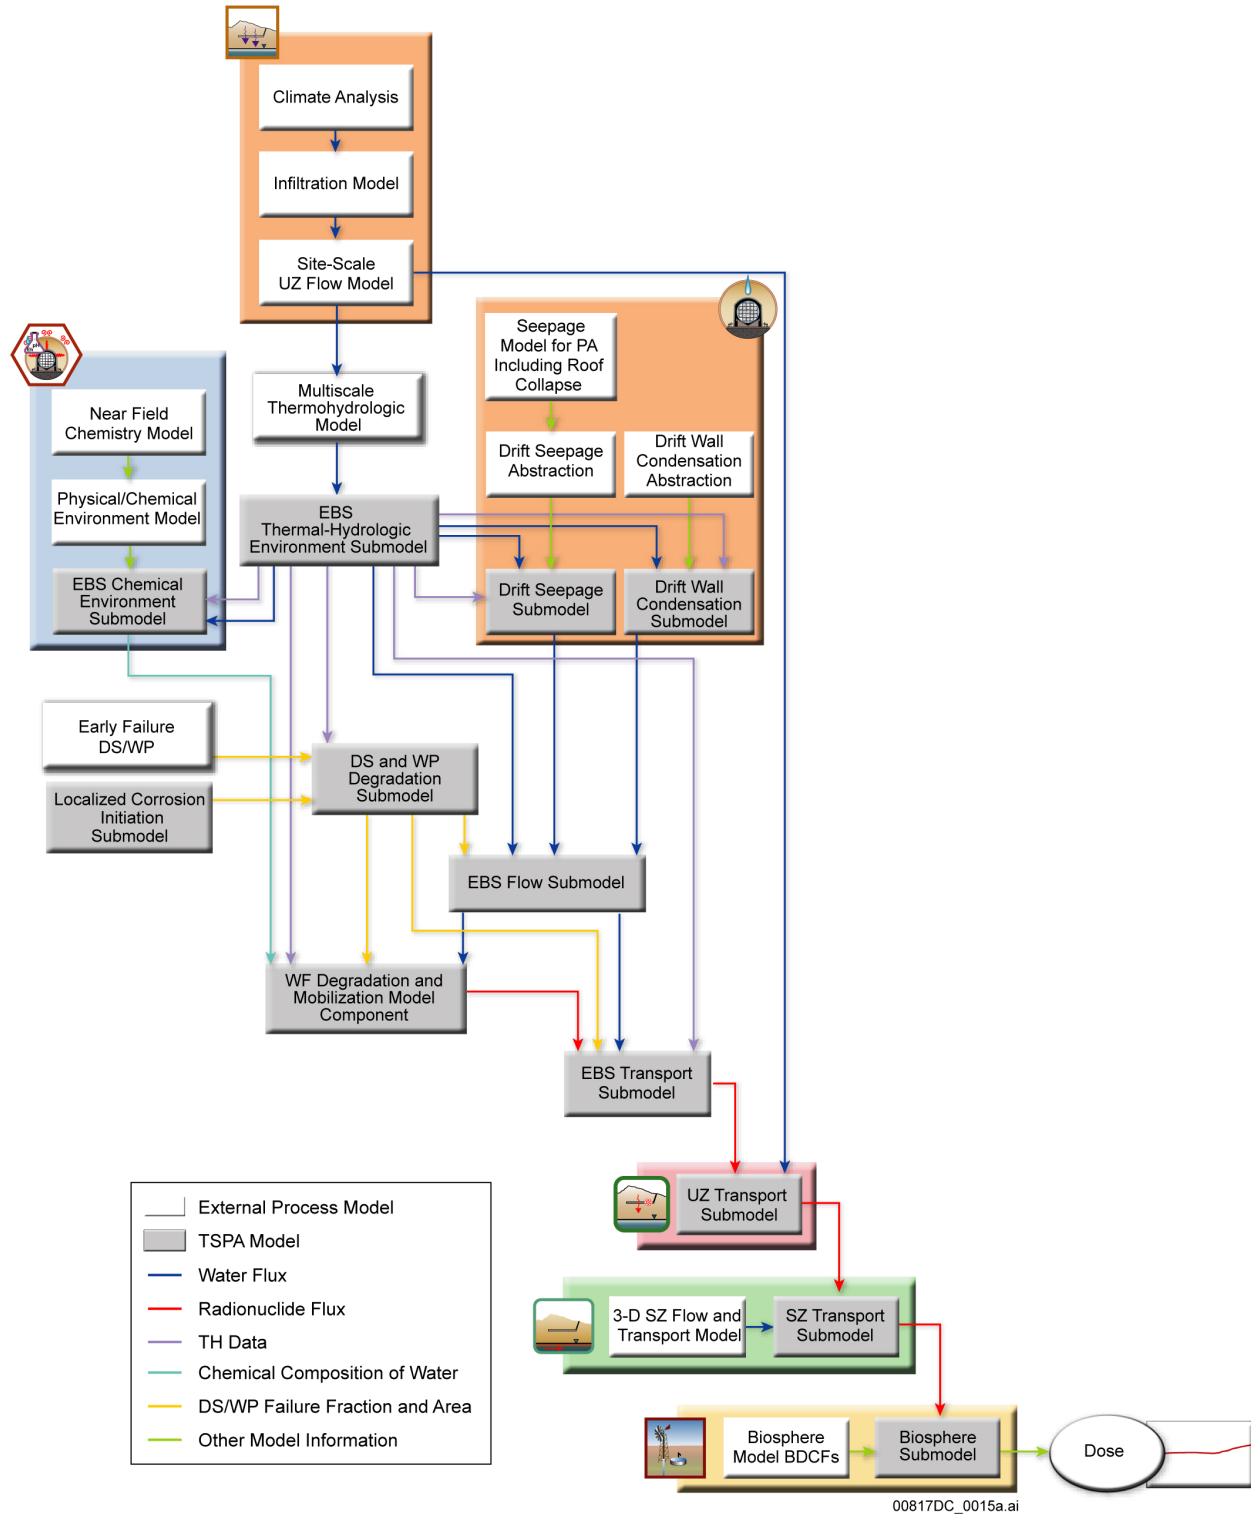 Climate Analysis
Infiltration Model
Site-Scale
UZ Flow Model
Seepage
Model for PA
Including Roof
Collapse
Near Field
Chemistry Model
Multiscale
Thermohydrologic
Model
Drift Seepage
Abstraction
Drift Wall
Condensation
Abstraction
Physical/Chemical
Environment Model
EBS
Thermal-Hydrologic
Environment Submodel
EBS Chemical
Environment
Submodel
Drift Seepage
Submodel
Drift Wall
Condensation
Submodel
Early Failure
DS/WP
DS and WP
Degradation
Submodel
Localized Corrosion
Initiation
Submodel
EBS Flow Submodel
WF Degradation and
Mobilization Model
Component
EBS Transport
Submodel
UZ Transport
Submodel
External Process Model
TSPA Model
Water Flux
Radionuclide Flux
TH Data
Chemical Composition of Water
DS/WP Failure Fraction and Area
Other Model Information
3-D SZ Flow and
Transport Model
SZ Transport
Submodel
Biosphere
Model BDCFs
Biosphere
Submodel
Dose
00817DC_0015a.ai